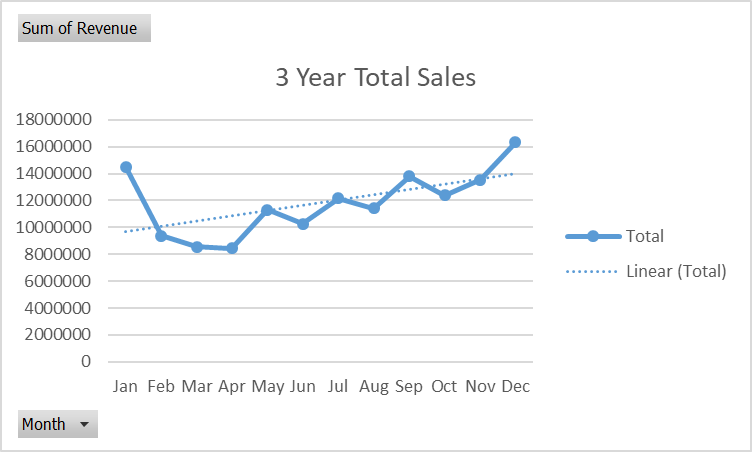 Sum of Revenue
3 Year Total Sales
18000000
16000000
14000000
12000000
10000000
8000000
6000000
4000000
2000000
0
Jan Feb Mar Apr May Jun Jul Aug Sep Oct Nov Dec
Total
Linear (Total)
Month